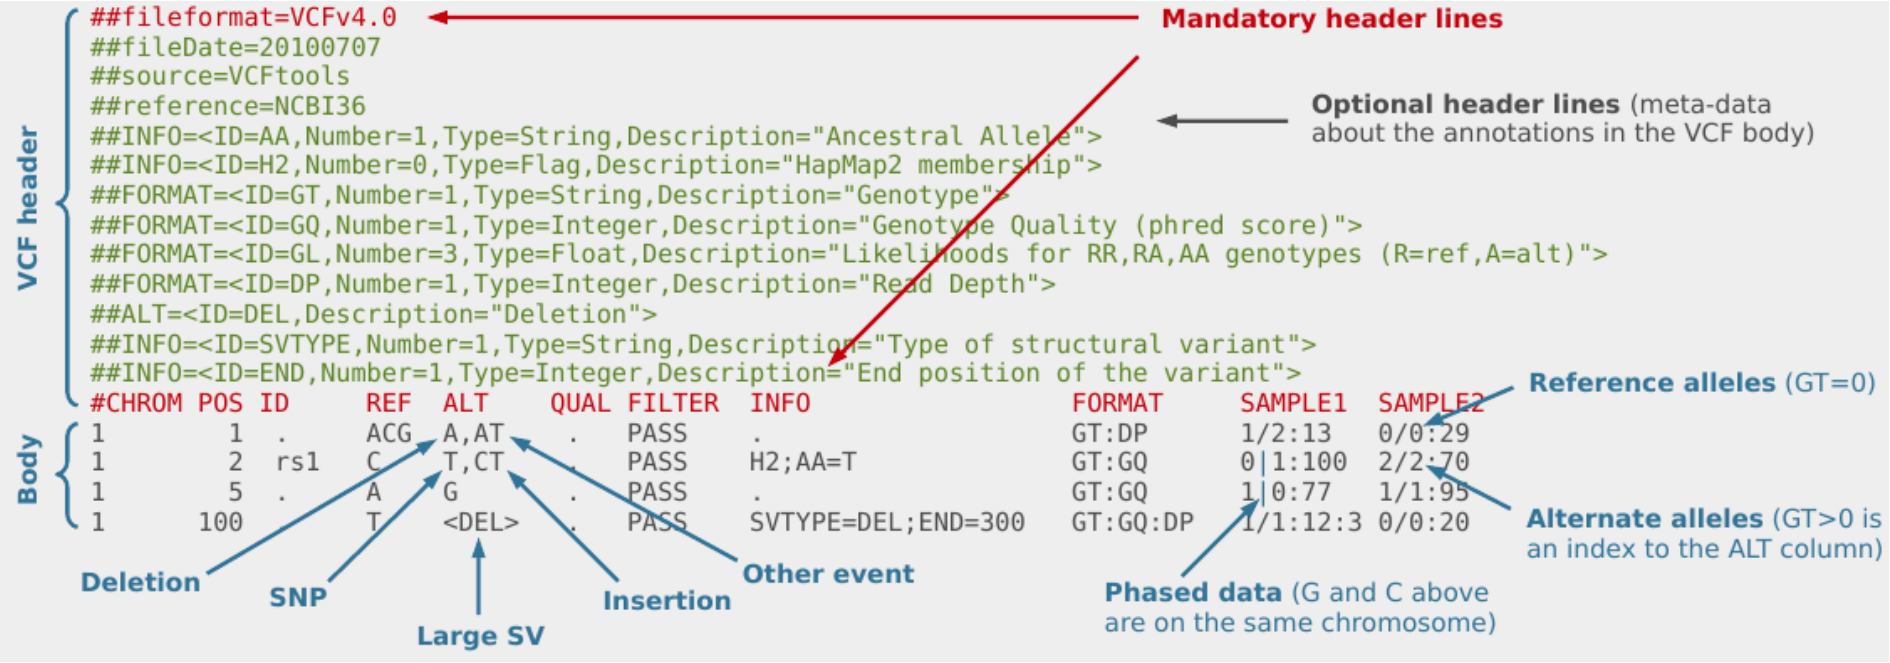 ##fileformat=VCFv4.0
Mandatory header lines
##fileDate=20100707
##source=VCFtools
##reference=NCBI36
Optional header lines (meta-data
about the annotations in the VCF body)
##INFO=<ID=AA,Number=1,Type=String,Description="Ancestral Allele">
##INFO=<ID=H2,Number=0,Type=Flag,Description="HapMap2 membership">
##FORMAT=<ID=GT,Number=1,Type=String,Description="Genotype">
##FORMAT=<ID=GQ,Number=1,Type=Integer,Description="Genotype Quality (phred score)">
##FORMAT=<ID=GL,Number=3,Type=Float,Description="Likelihoods for RR,RA,AA genotypes (R=ref,A=alt)">
##FORMAT=<ID=DP,Number=1,Type=Integer,Description="Read Depth">
##ALT=<ID=DEL,Description="Deletion">
##INFO=<ID=SVTYPE,Number=1,Type=String,Description="Type of structural variant">
##INFO=<ID=END,Number=1,Type=Integer,Description="End position of the variant">
VCF header
#CHROM POS ID REF ALT QUAL FILTER INFO FORMAT SAMPLE1 SAMPLE2
Reference alleles (GT=0)
Body
1 1 . ACG A,AT . PASS . GT:DP 1/2:13 0/0:29
1 2 rs1 C T,CT . PASS H2;AA=T GT:GQ 0|1:100 2/2:70
1 5 . A G . PASS . GT:GQ 1|0:77 1/1:95
1 100 . T <DEL> . PASS SVTYPE=DEL;END=300 GT:GQ:DP 1/1:12:3 0/0:20
Alternate alleles (GT>0 is
an index to the ALT column)
Deletion
SNP
Large SV
Insertion
Other event
Phased data (G and C above
are on the same chromosome)